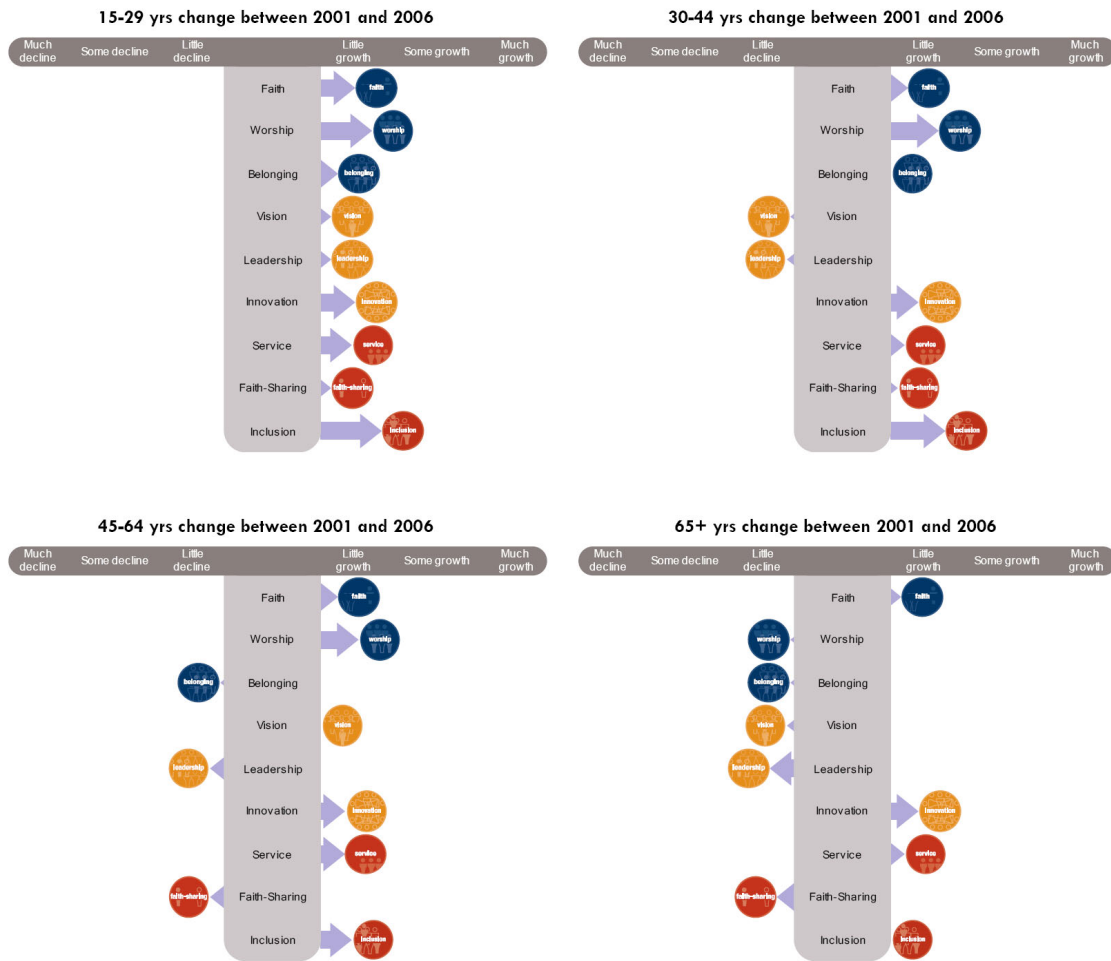 15-29 yrs change between 2001 and 2006
Much decline Some decline Little decline Little growth Some growth Much growth
Faith faith
Worship worship
Belonging belonging
Vision vision
Leadership leadership
Innovation innovation
Service service
Faith-Sharing faith-sharing
Inclusion inclusion
30-44 yrs change between 2001 and 2006
Much decline Some decline Little decline Little growth Some growth Much growth
Faith faith
Worship worship
Belonging belonging
vision Vision
leadership Leadership
Innovation innovation
Service service
Faith-Sharing faith-sharing
Inclusion inclusion
45-64 yrs change between 2001 and 2006
Much decline Some decline Little decline Little growth Some growth Much growth
Faith faith
Worship worship
belonging Belonging
Vision vision
leadership Leadership
Innovation innovation
Service service
faith-sharing Faith-Sharing
Inclusion inclusion
65+ yrs change between 2001 and 2006
Much decline Some decline Little decline Little growth Some growth Much growth
Faith faith
worship Worship
belonging Belonging
vision Vision
leadership Leadership
Innovation innovation
Service service
faith-sharing Faith-Sharing
Inclusion inclusion